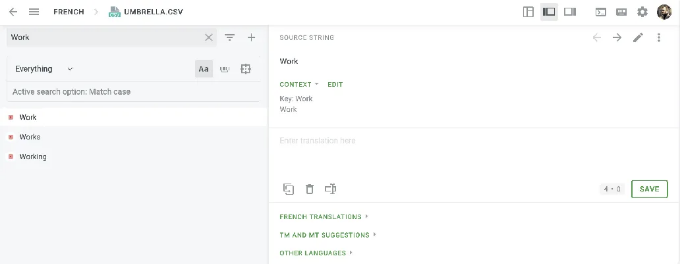 FRENCH > UMBRELLA.CSV
Work
Everything
Aa
Active search option: Match case
Work
Works
Working
SOURCE STRING
Work
CONTEXT EDIT
Key: Work
Work
Enter translation here
4 • 0 SAVE
FRENCH TRANSLATIONS
TM AND MT SUGGESTIONS
OTHER LANGUAGES